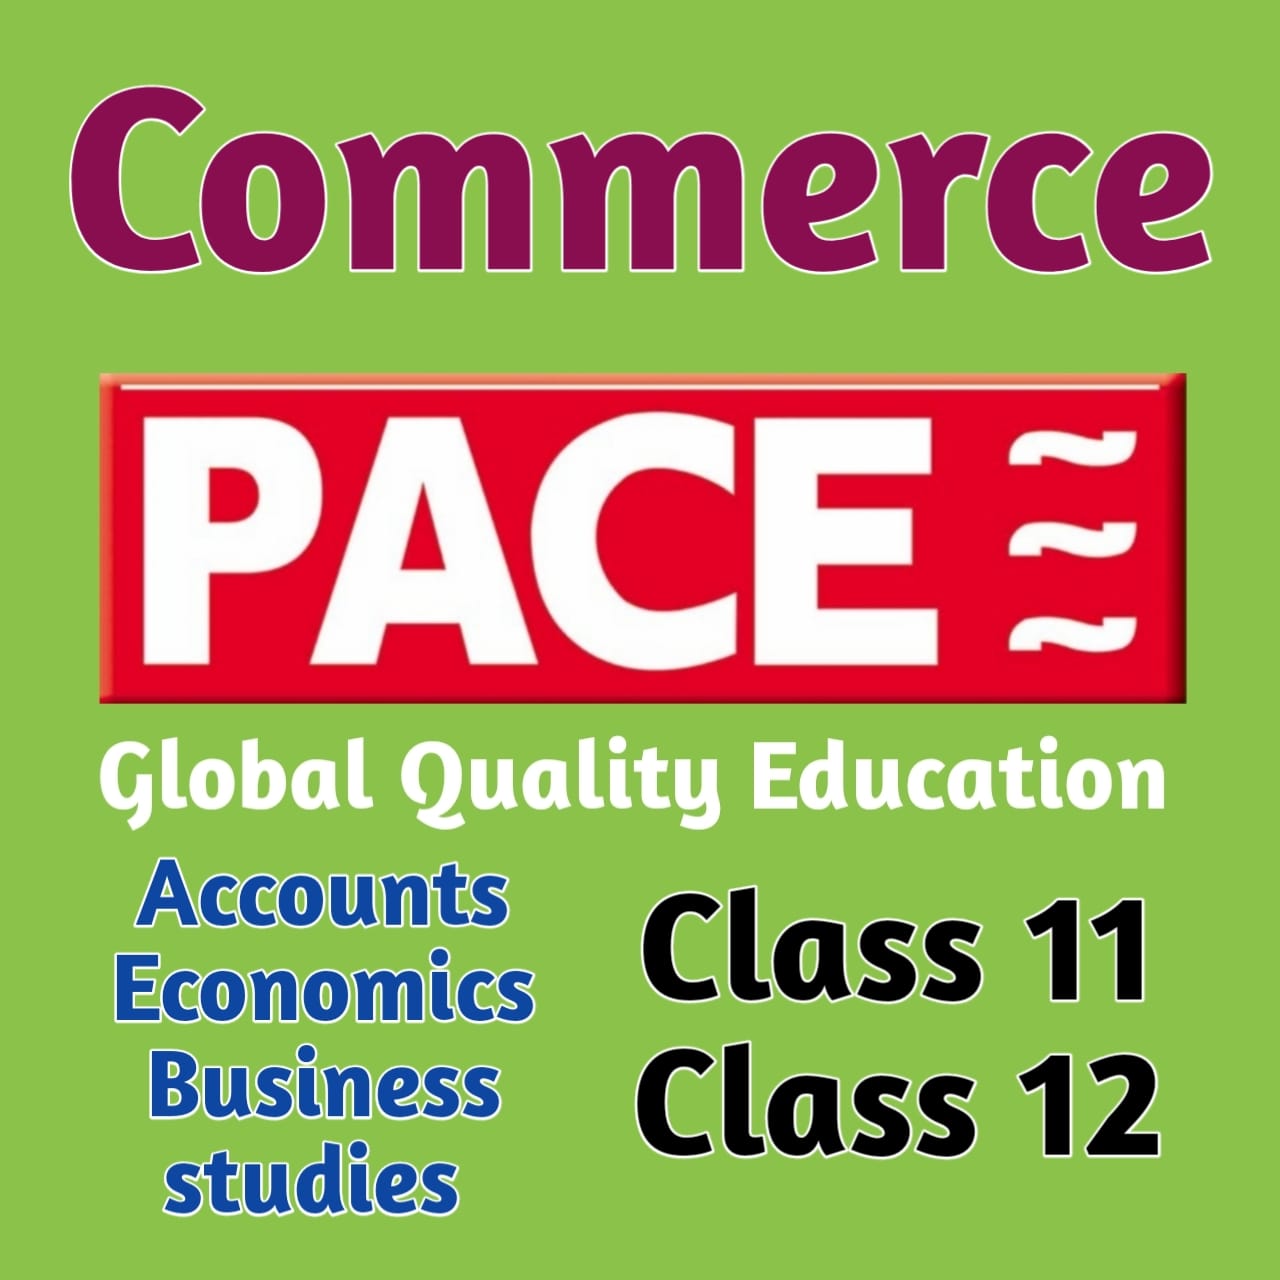 Commerce
PACE
Global Quality Education
Accounts
Economics
Business
studies
Class 11
Class 12